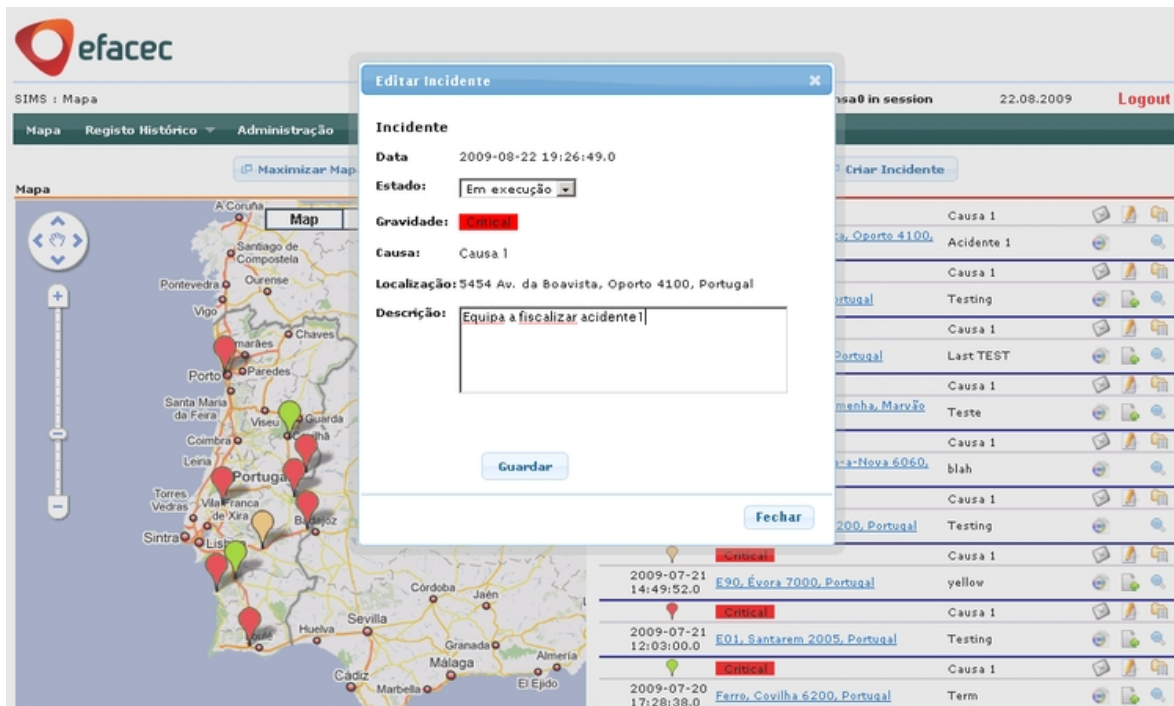 efacec
SIMS : Mapa
in session 22.08.2009 Logout
Mapa Registo Histórico Administração
Maximizar Map
Criar Incidente
Mapa
Editar Incidente
Incidente
Data 2009-08-22 19:26:49.0
Estado: Em execução
Gravidade: Critical
Causa: Causa 1
Localização: 5454 Av. da Boavista, Oporto 4100, Portugal
Descrição: Equipa a fiscalizar acidente1
Guardar
Fechar
Map
A Coruña
Santiago de
Compostela
Pontevedra
Ourense
Vigo
Chaves
Porto
Paredes
Santa Maria
da Feira
Viseu
Guarda
Coimbra
Leiria
Portugal
Torres
Vedras
Vila Franca
de Xira
Sintra
Córdoba
Jaén
Sevilla
Huelva
Granada
Almería
Málaga
Cádiz
Marbella
El Ejido
Causa 1
Oporto 4100, Acidente 1
Causa 1
Testing
Causa 1
Portugal Last TEST
Causa 1
Marvão Teste
Causa 1
6060, blah
Causa 1
Portugal Testing
Critical Causa 1
2009-07-21
14:49:52.0 E90, Évora 7000, Portugal yellow
Critical Causa 1
2009-07-21
12:03:00.0 E01, Santarem 2005, Portugal Testing
Critical Causa 1
2009-07-20
17:28:38.0 Ferro, Covilha 6200, Portugal Term